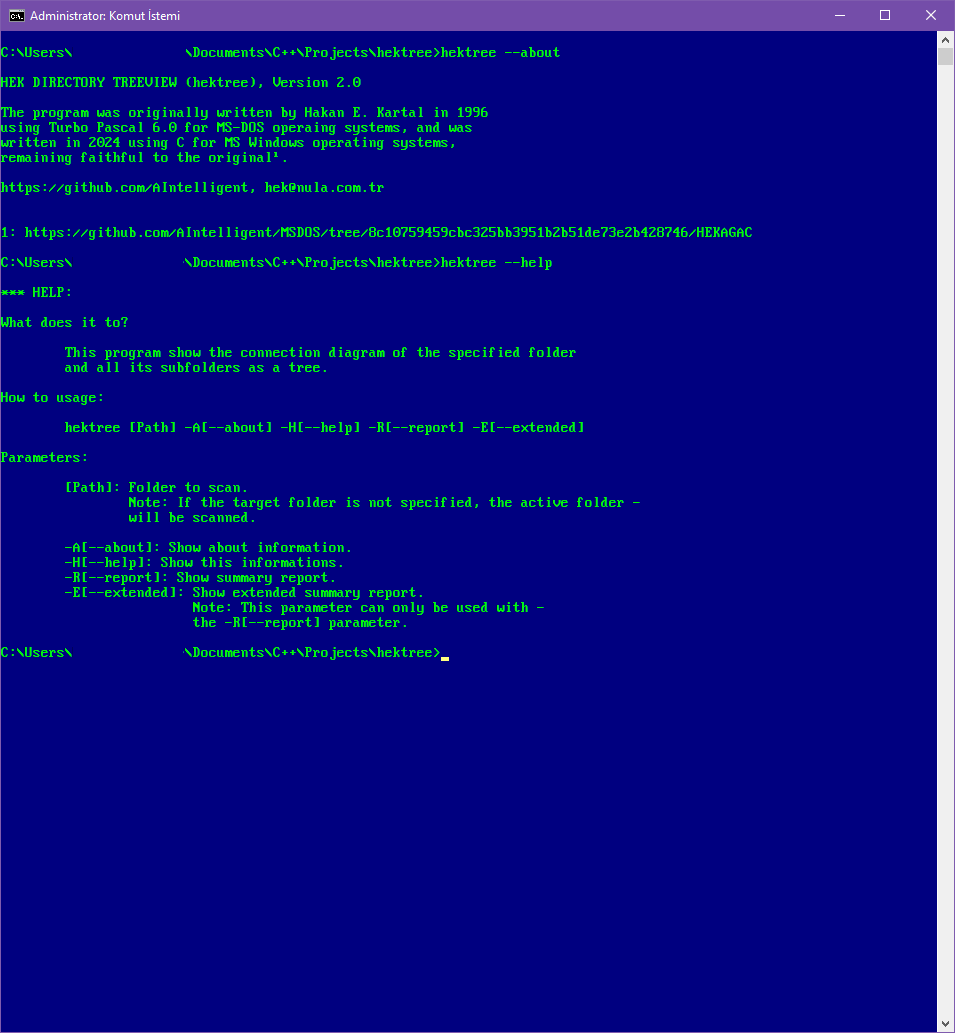 Administrator: Komut İstemi
C:\Users\ \Documents\C++\Projects\hektree>hektree --about
HEK DIRECTORY TREEVIEW (hektree), Version 2.0
The program was originally written by Hakan E. Kartal in 1996
using Turbo Pascal 6.0 for MS-DOS operaing systems, and was
written in 2024 using C for MS Windows operating systems,
remaining faithful to the original¹.
https://github.com/AIntelligent, hek@nula.com.tr
1: https://github.com/AIntelligent/MSDOS/tree/8c10759459cbc325bb3951b2b51de73e2b428746/HEKAGAC
C:\Users\ \Documents\C++\Projects\hektree>hektree --help
*** HELP:
What does it to?
This program show the connection diagram of the specified folder
and all its subfolders as a tree.
How to usage:
hektree [Path] -A[--about] -H[--help] -R[--report] -E[--extended]
Parameters:
[Path]: Folder to scan.
Note: If the target folder is not specified, the active folder -
will be scanned.
-A[--about]: Show about information.
-H[--help]: Show this informations.
-R[--report]: Show summary report.
-E[--extended]: Show extended summary report.
Note: This parameter can only be used with -
the -R[--report] parameter.
C:\Users\ \Documents\C++\Projects\hektree>